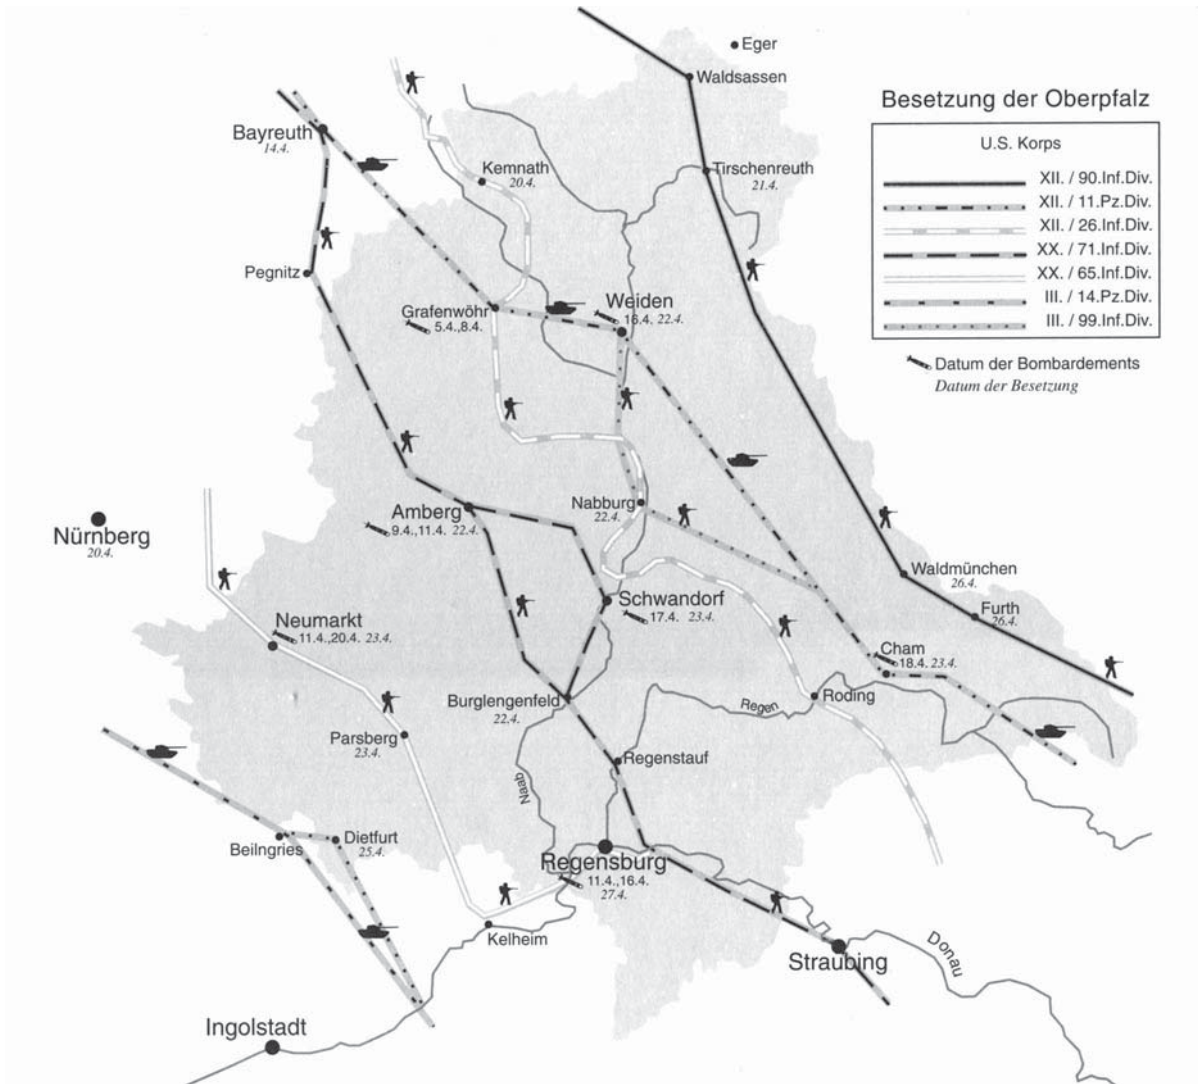 Eger
Waldsassen
Besetzung der Oberpfalz
U.S. Korps
XII. / 90.Inf.Div.
XII. / 11.Pz.Div.
XII. / 26.Inf.Div.
XX. / 71.Inf.Div.
XX. / 65.Inf.Div.
III. / 14.Pz.Div.
III. / 99.Inf.Div.
Datum der Bombardements
Datum der Besetzung
Bayreuth
14.4.
Kemnath
20.4.
Tirschenreuth
21.4.
Pegnitz
Grafenwöhr
5.4.,8.4.
Weiden
16.4. 22.4.
Nürnberg
20.4.
Amberg
9.4.,11.4. 22.4.
Nabburg
22.4.
Waldmünchen
26.4.
Furth
26.4.
Schwandorf
17.4. 23.4.
Neumarkt
11.4.,20.4. 23.4.
Cham
18.4. 23.4.
Burglengenfeld
22.4.
Regen
Roding
Parsberg
23.4.
Regenstauf
Naab
Beilngries
Dietfurt
25.4.
Regensburg
11.4.,16.4.
27.4.
Kelheim
Straubing
Donau
Ingolstadt